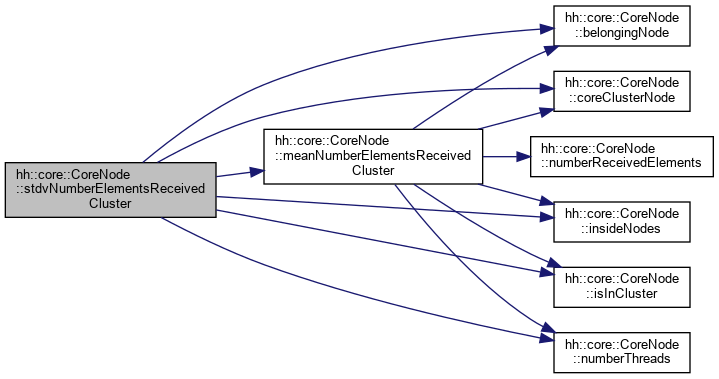 hh::core::CoreNode
::stdvNumberElementsReceived
Cluster
hh::core::CoreNode
::meanNumberElementsReceived
Cluster
hh::core::CoreNode
::belongingNode
hh::core::CoreNode
::coreClusterNode
hh::core::CoreNode
::numberReceivedElements
hh::core::CoreNode
::insideNodes
hh::core::CoreNode
::isInCluster
hh::core::CoreNode
::numberThreads